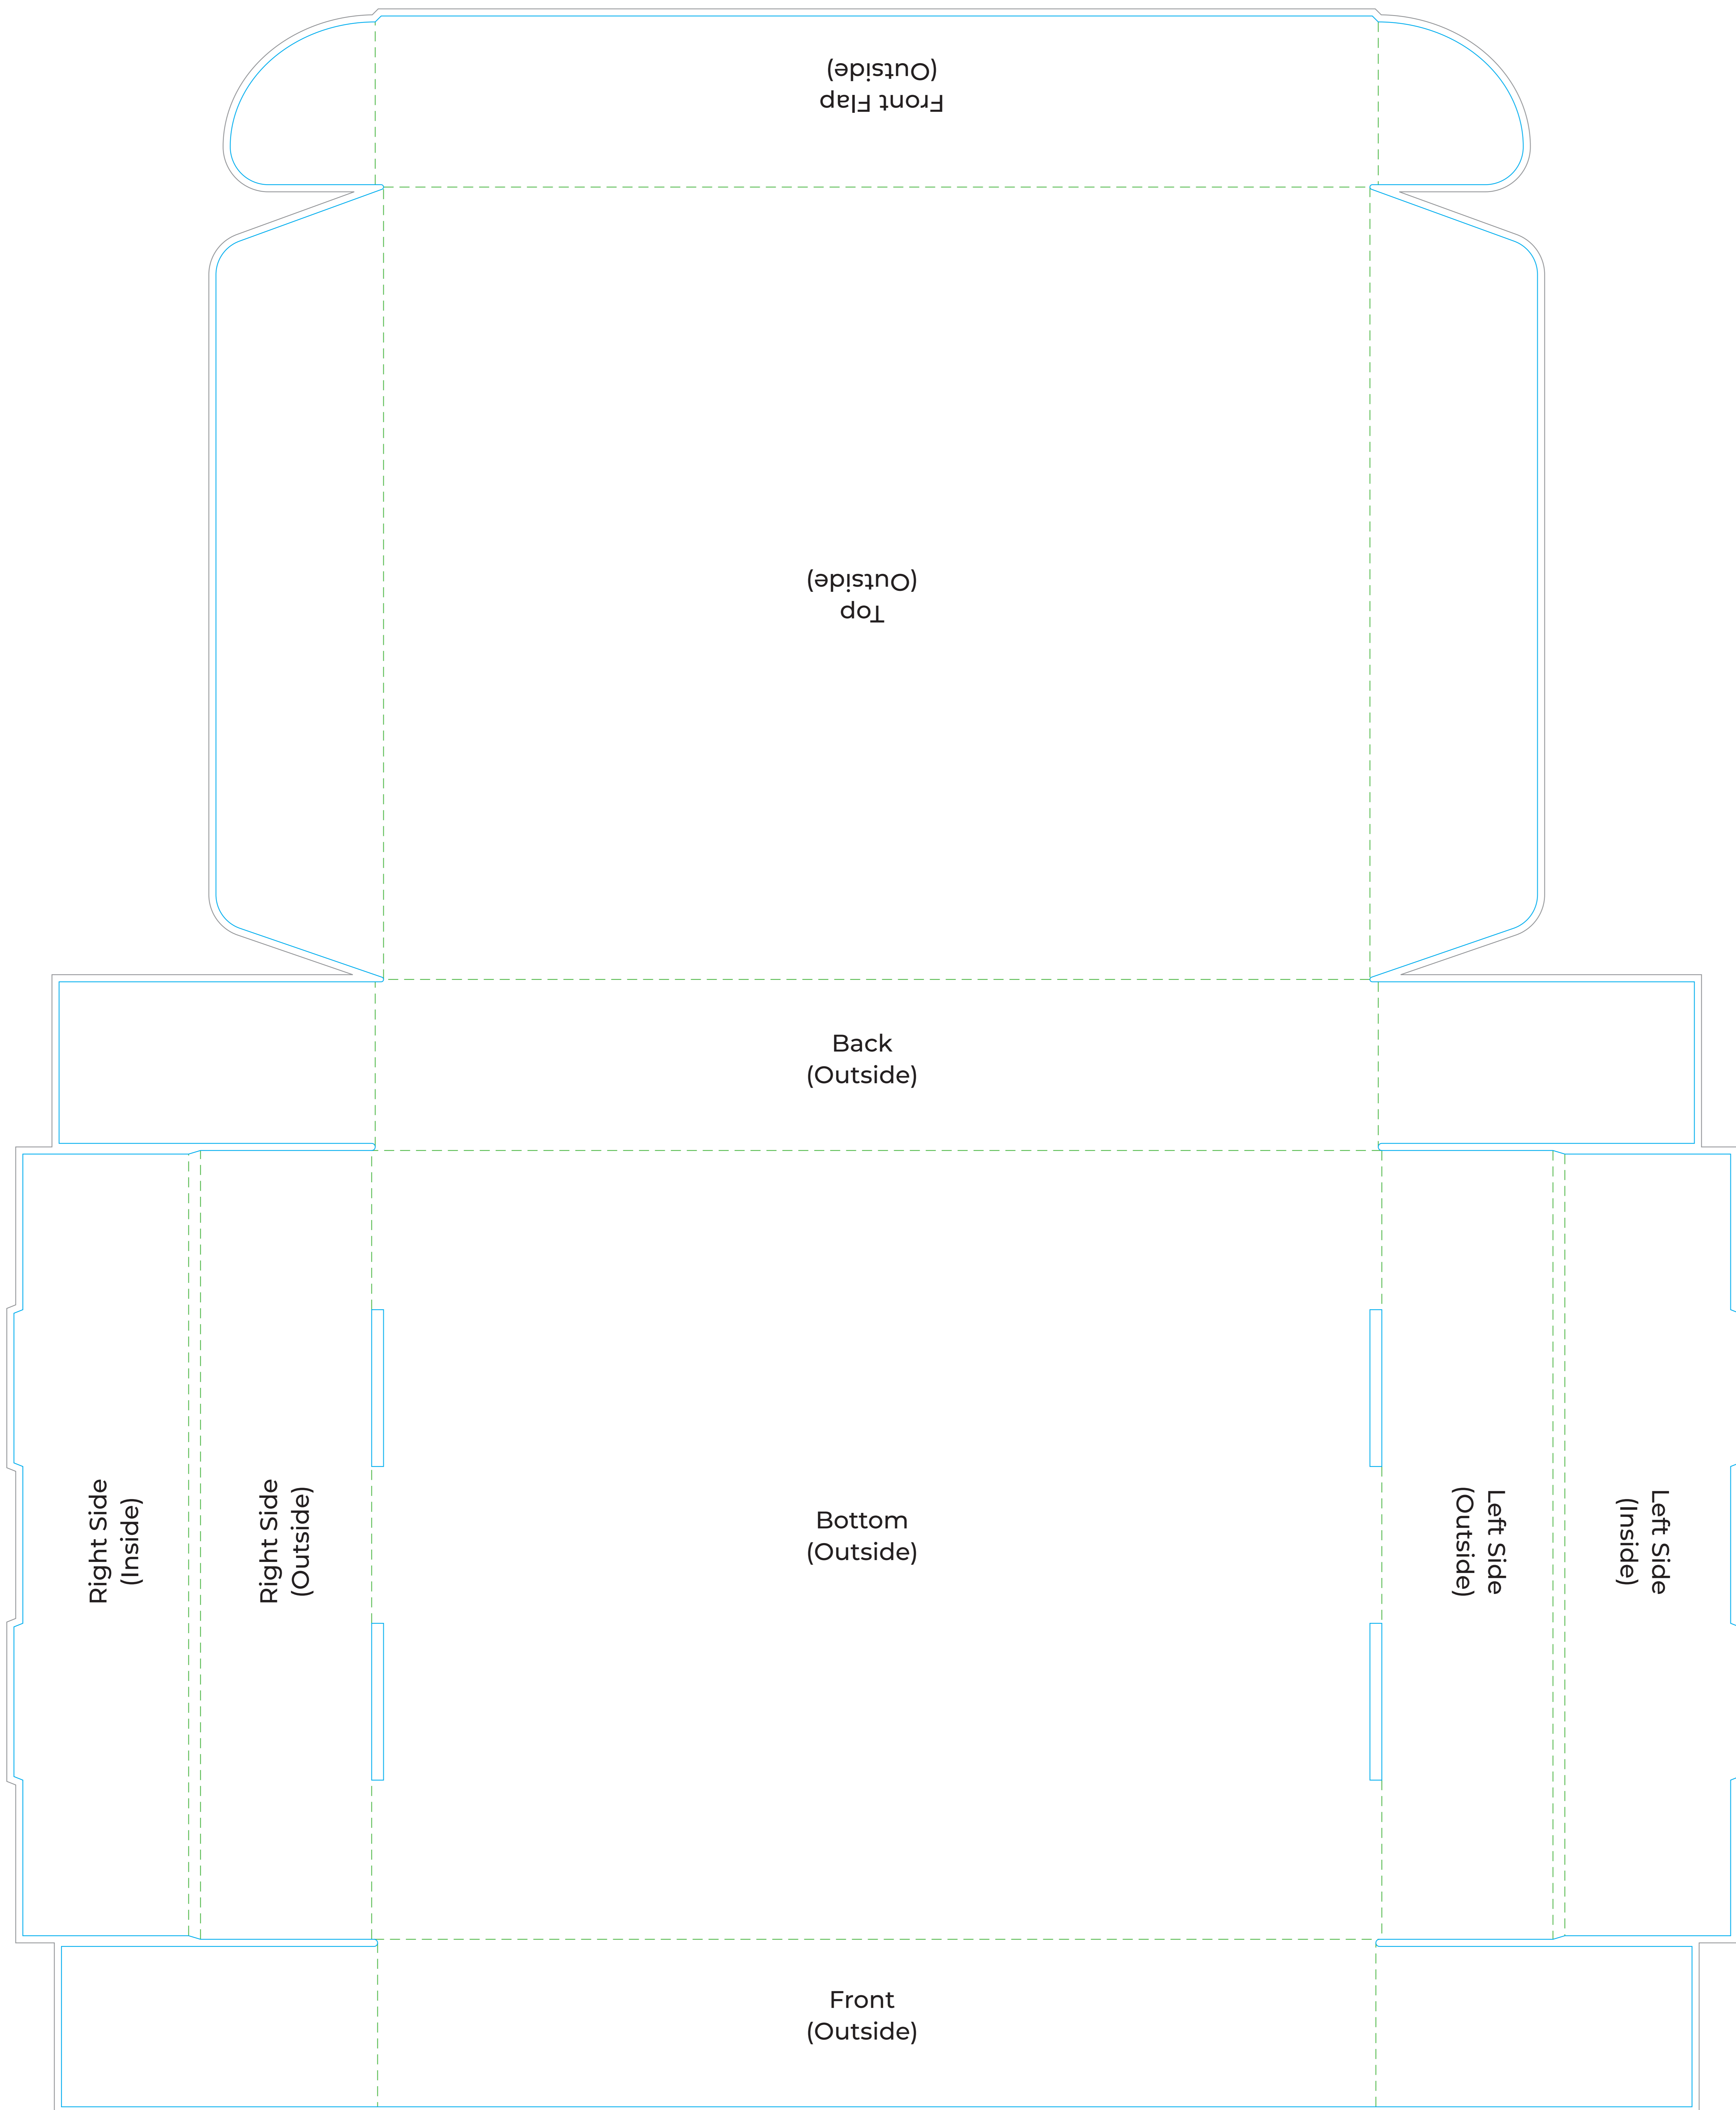 Front Flap
(Outside)
Top
(Outside)
Back
(Outside)
Right Side
(Inside)
Right Side
(Outside)
Bottom
(Outside)
Left Side
(Outside)
Left Side
(Inside)
Front
(Outside)